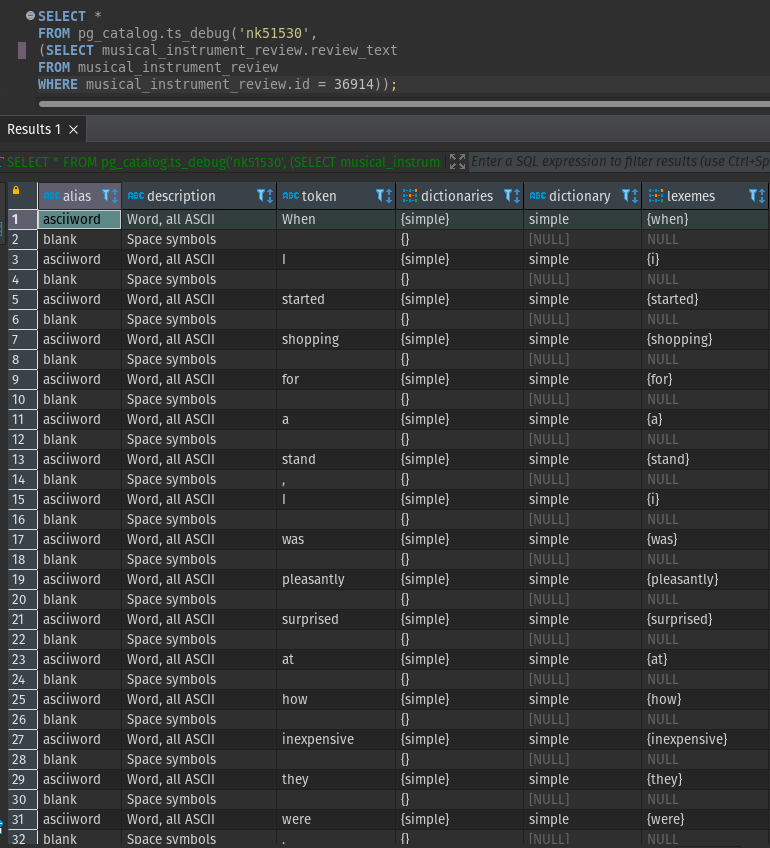 SELECT *
FROM pg_catalog.ts_debug('nk51530',
(SELECT musical_instrument_review.review_text
FROM musical_instrument_review
WHERE musical_instrument_review.id = 36914));
Results 1 ×
SELECT * FROM pg_catalog.ts_debug('nk51530', (SELECT musical_instrum Enter a SQL expression to filter results (use Ctrl+Sp
ABC alias ABC description ABC token dictionaries ABC dictionary lexemes
1 asciiword Word, all ASCII When {simple} simple {when}
2 blank Space symbols {} [NULL] NULL
3 asciiword Word, all ASCII I {simple} simple {i}
4 blank Space symbols {} [NULL] NULL
5 asciiword Word, all ASCII started {simple} simple {started}
6 blank Space symbols {} [NULL] NULL
7 asciiword Word, all ASCII shopping {simple} simple {shopping}
8 blank Space symbols {} [NULL] NULL
9 asciiword Word, all ASCII for {simple} simple {for}
10 blank Space symbols {} [NULL] NULL
11 asciiword Word, all ASCII a {simple} simple {a}
12 blank Space symbols {} [NULL] NULL
13 asciiword Word, all ASCII stand {simple} simple {stand}
14 blank Space symbols , {} [NULL] NULL
15 asciiword Word, all ASCII I {simple} simple {i}
16 blank Space symbols {} [NULL] NULL
17 asciiword Word, all ASCII was {simple} simple {was}
18 blank Space symbols {} [NULL] NULL
19 asciiword Word, all ASCII pleasantly {simple} simple {pleasantly}
20 blank Space symbols {} [NULL] NULL
21 asciiword Word, all ASCII surprised {simple} simple {surprised}
22 blank Space symbols {} [NULL] NULL
23 asciiword Word, all ASCII at {simple} simple {at}
24 blank Space symbols {} [NULL] NULL
25 asciiword Word, all ASCII how {simple} simple {how}
26 blank Space symbols {} [NULL] NULL
27 asciiword Word, all ASCII inexpensive {simple} simple {inexpensive}
28 blank Space symbols {} [NULL] NULL
29 asciiword Word, all ASCII they {simple} simple {they}
30 blank Space symbols {} [NULL] NULL
31 asciiword Word, all ASCII were {simple} simple {were}
32 blank Space symbols . {} [NULL] NULL